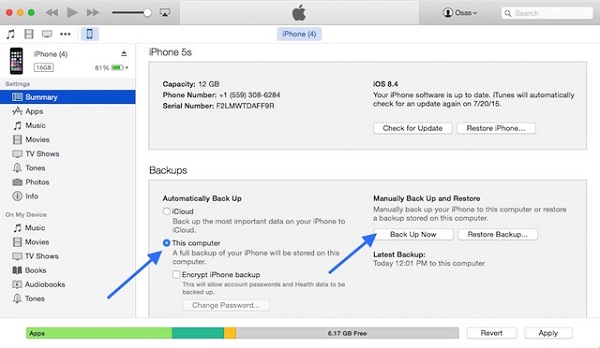 Osas
Search
iPhone (4)
iPhone (4)
16GB 81%
Settings
Summary
Apps
Music
Movies
TV Shows
Tones
Photos
Info
On My Device
Music
Movies
TV Shows
Books
Audiobooks
Tones
iPhone 5s
Capacity: 12 GB
Phone Number: +1 (559) 308-6284
Serial Number: F2LMWTDAFF9R
iOS 8.4
Your iPhone software is up to date. iTunes will automatically
check for an update again on 7/20/15.
Check for Update Restore iPhone...
Backups
Automatically Back Up
iCloud
Back up the most important data on your iPhone to
iCloud.
This computer
A full backup of your iPhone will be stored on this
computer.
Encrypt iPhone backup
This will allow account passwords and Health data to be
backed up.
Change Password...
Manually Back Up and Restore
Manually back up your iPhone to this computer or restore
a backup stored on this computer.
Back Up Now Restore Backup...
Latest Backup:
Today 12:01 PM to this computer
Apps 6.17 GB Free Revert Apply